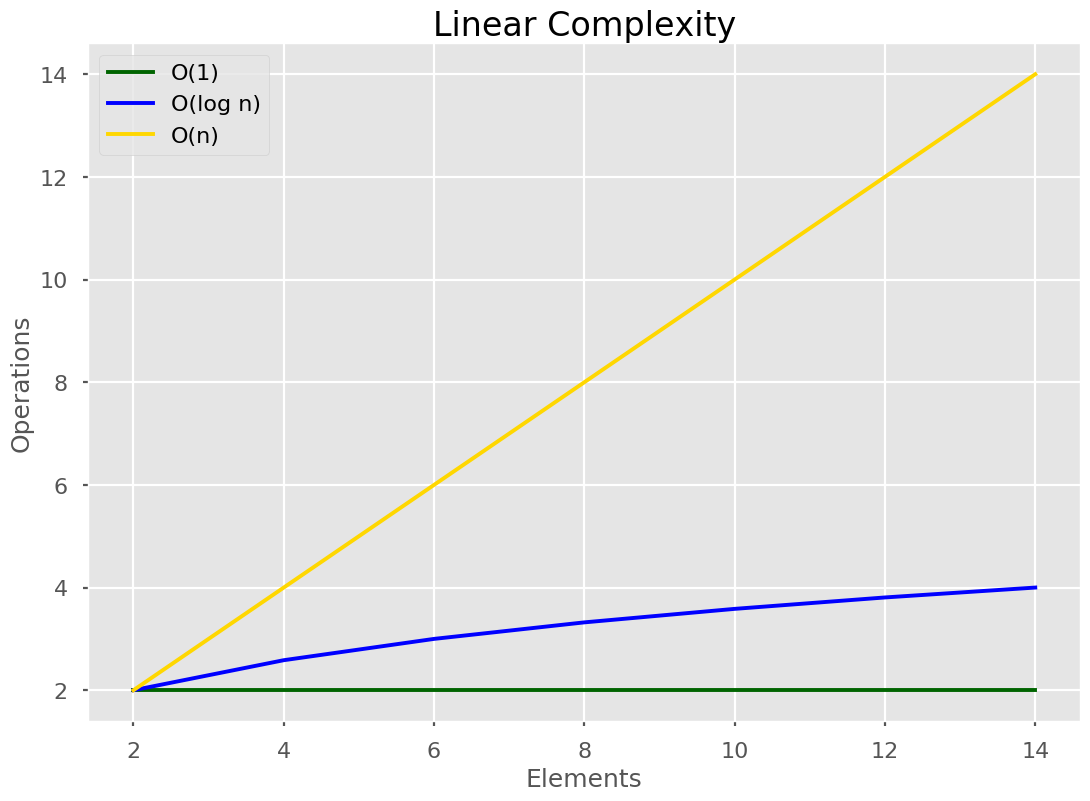 Linear Complexity
O(1)
O(log n)
O(n)
14
12
10
8
6
4
2
Operations
2 4 6 8 10 12 14
Elements